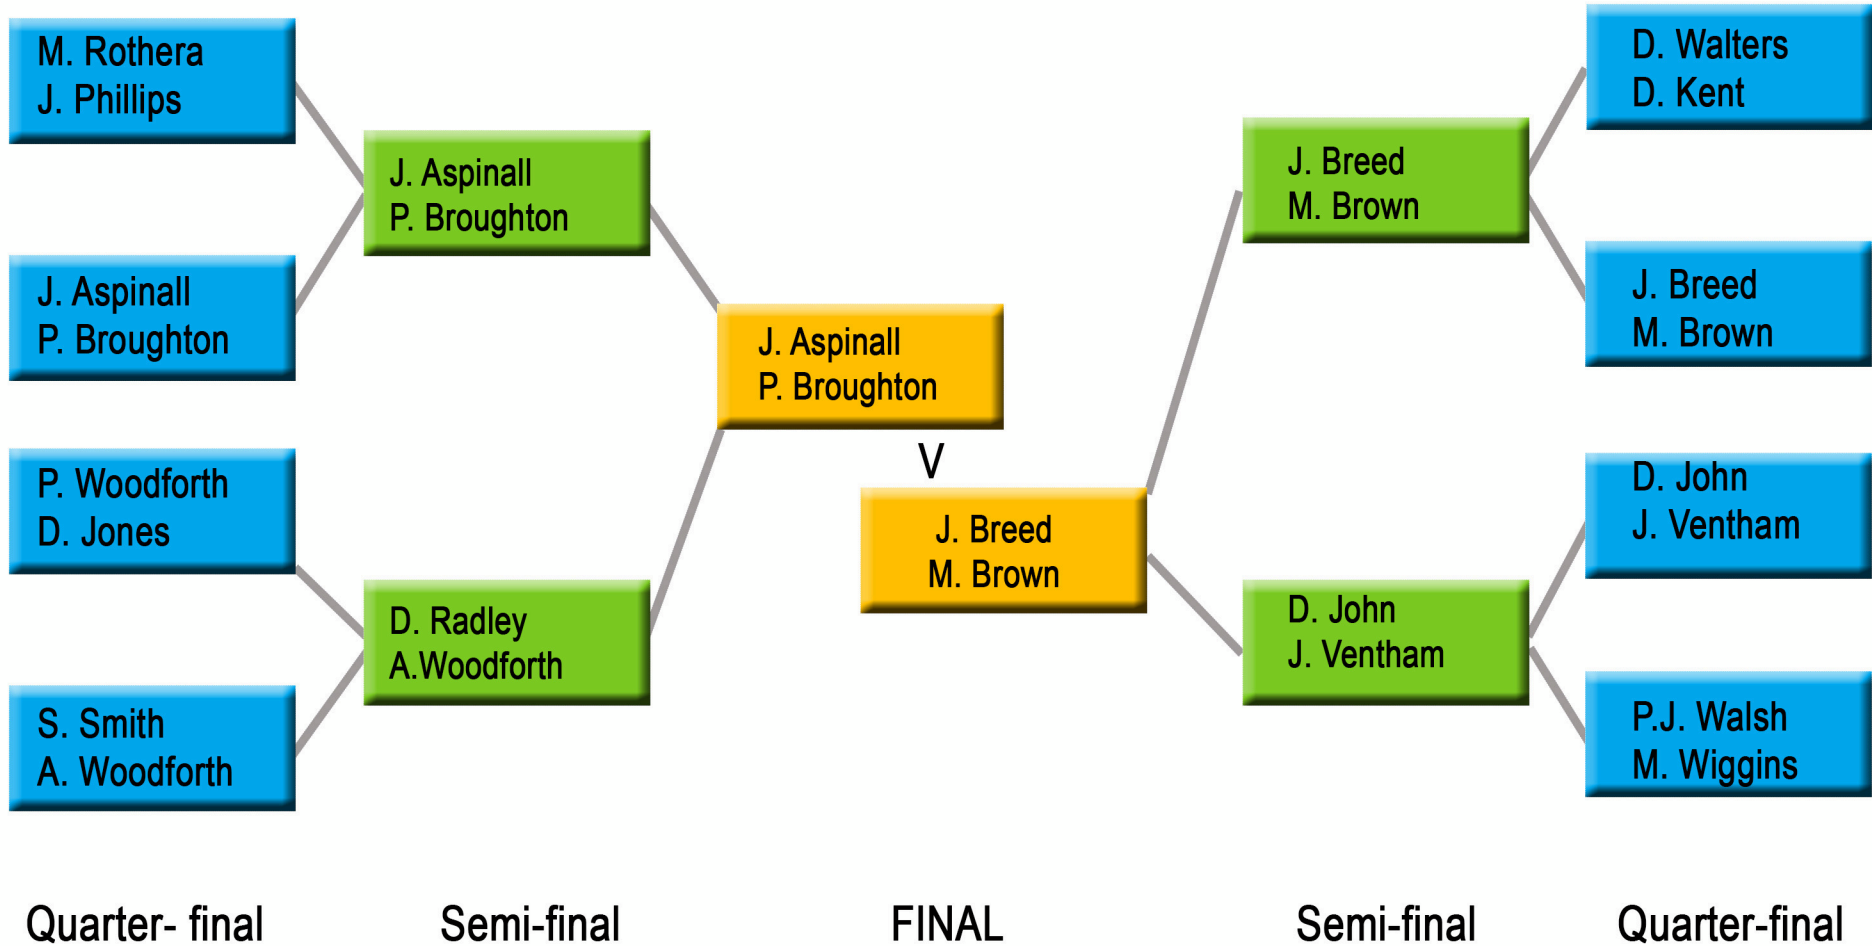 M. Rothera
J. Phillips
J. Aspinall
P. Broughton
P. Woodforth
D. Jones
S. Smith
A. Woodforth
J. Aspinall
P. Broughton
D. Radley
A.Woodforth
J. Aspinall
P. Broughton
V
J. Breed
M. Brown
J. Breed
M. Brown
D. John
J. Ventham
D. Walters
D. Kent
J. Breed
M. Brown
D. John
J. Ventham
P.J. Walsh
M. Wiggins
Quarter- final
Semi-final
FINAL
Semi-final
Quarter-final